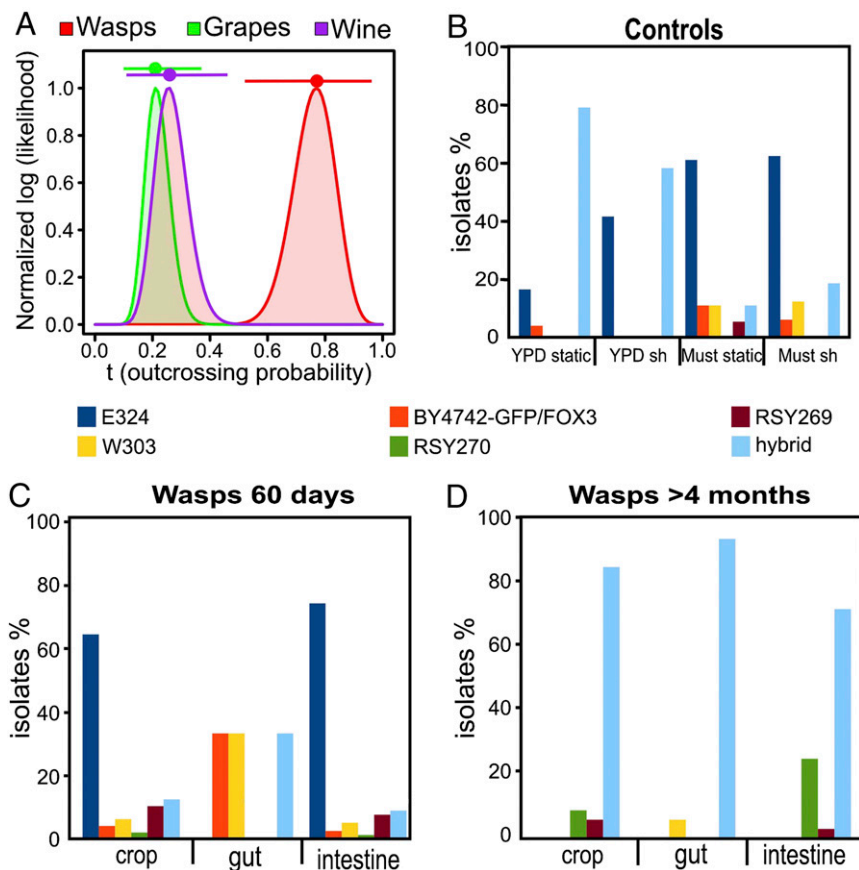 A
Wasps Grapes Wine
Normalized log (likelihood)
1.0
0.8
0.6
0.4
0.2
0.0
0.0 0.2 0.4 0.6 0.8 1.0
t (outcrossing probability)
B
Controls
isolates %
100
80
60
40
20
0
YPD static YPD sh Must static Must sh
E324 BY4742-GFP/FOX3 RSY269
W303 RSY270 hybrid
C
Wasps 60 days
isolates %
100
80
60
40
20
0
crop gut intestine
D
Wasps >4 months
isolates %
100
80
60
40
20
0
crop gut intestine